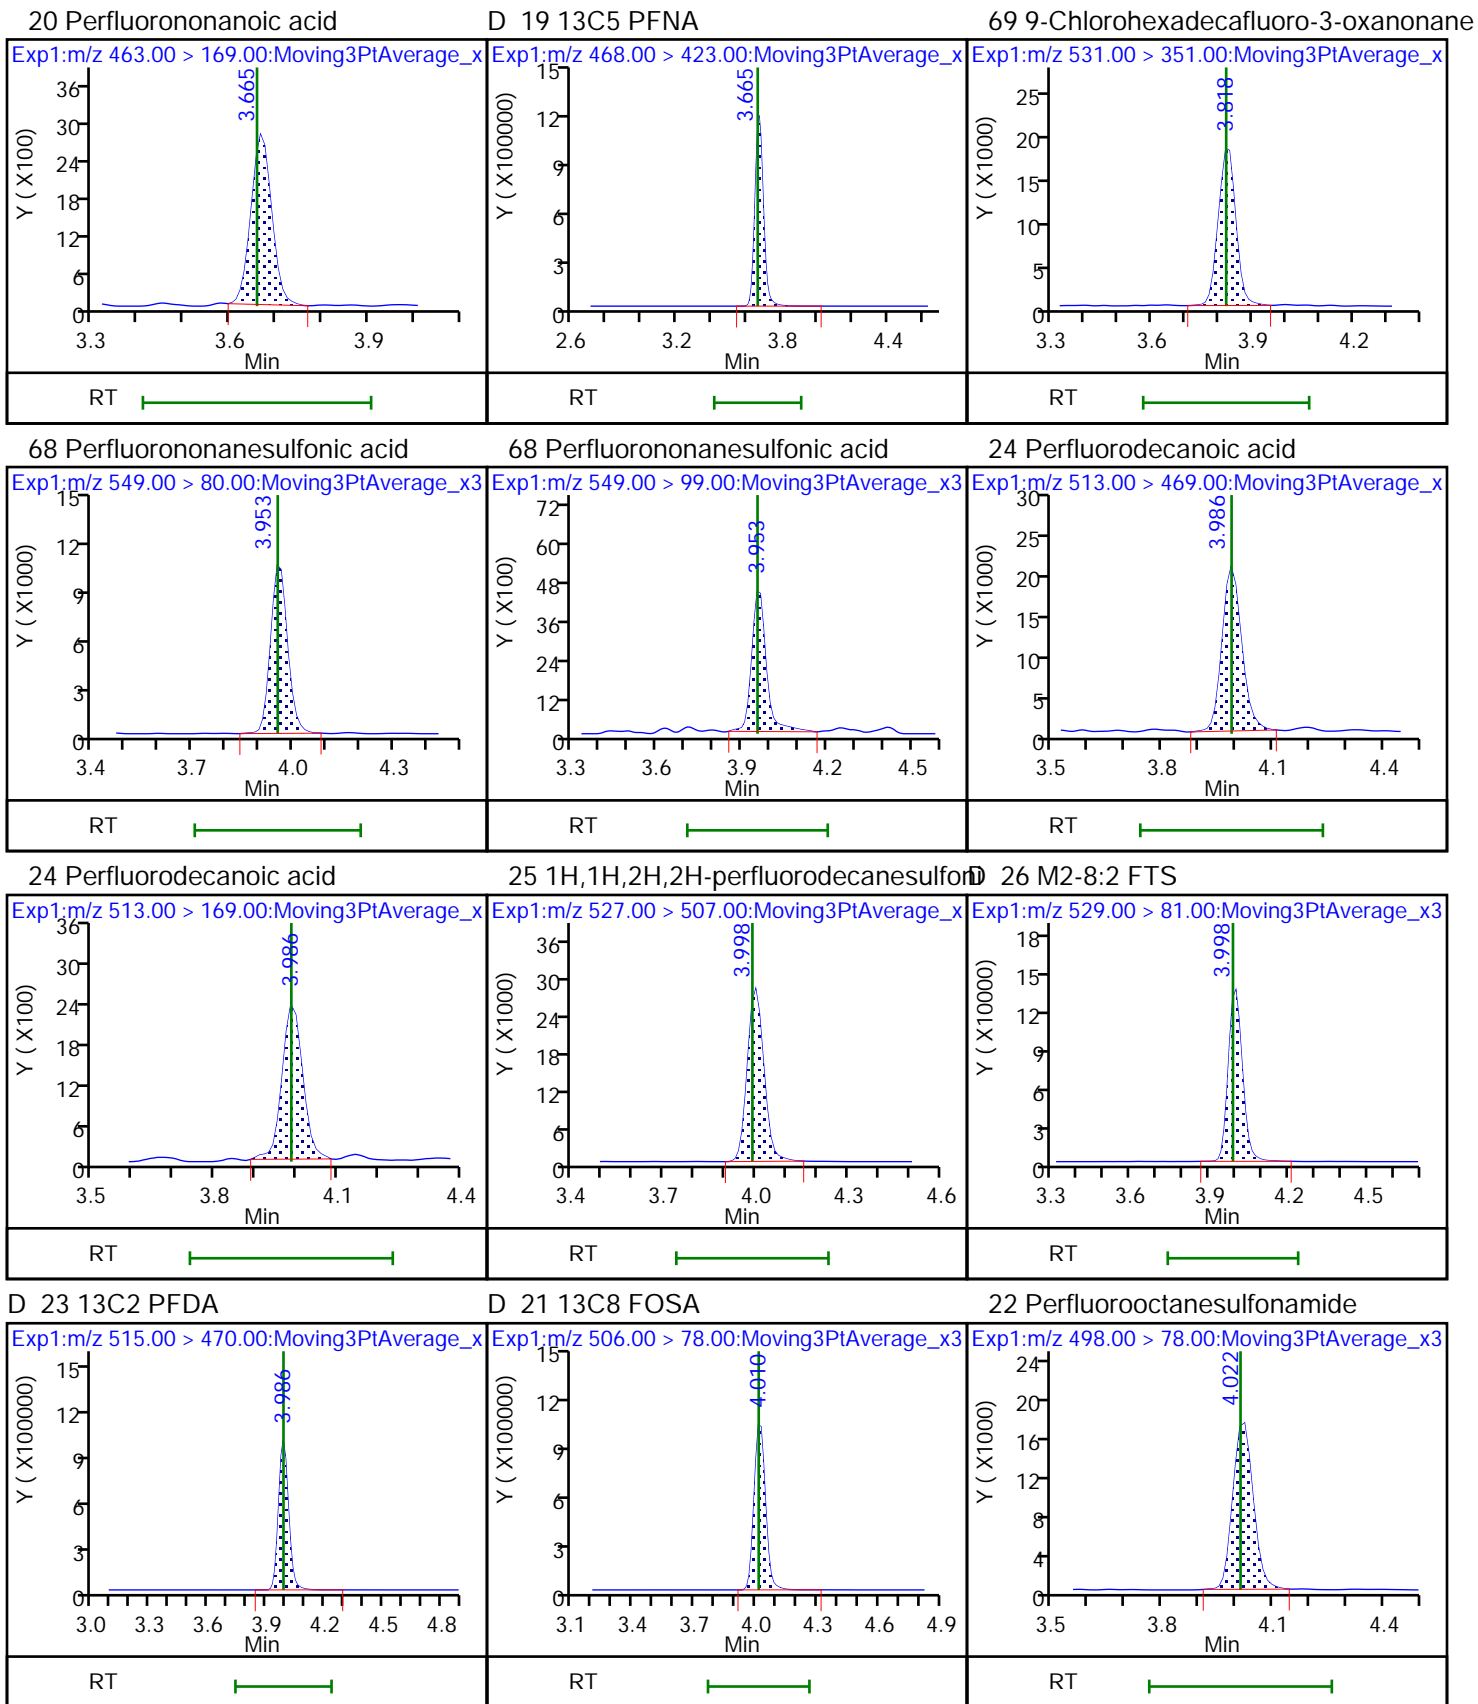 20 Perfluorononanoic acid
Exp1:m/z 463.00 > 169.00:Moving3PtAverage_x
3.665
Y ( X100)
36
30
24
18
12
6
0
3.3 3.6 3.9
Min
RT
D 19 13C5 PFNA
Exp1:m/z 468.00 > 423.00:Moving3PtAverage_x
3.665
Y ( X100000)
15
12
9
6
3
0
2.6 3.2 3.8 4.4
Min
RT
69 9-Chlorohexadecafluoro-3-oxanonane
Exp1:m/z 531.00 > 351.00:Moving3PtAverage_x
3.818
Y ( X1000)
25
20
15
10
5
0
3.3 3.6 3.9 4.2
Min
RT
68 Perfluorononanesulfonic acid
Exp1:m/z 549.00 > 80.00:Moving3PtAverage_x3
3.953
Y ( X1000)
15
12
9
6
3
0
3.4 3.7 4.0 4.3
Min
RT
68 Perfluorononanesulfonic acid
Exp1:m/z 549.00 > 99.00:Moving3PtAverage_x3
3.953
Y ( X100)
72
60
48
36
24
12
0
3.3 3.6 3.9 4.2 4.5
Min
RT
24 Perfluorodecanoic acid
Exp1:m/z 513.00 > 469.00:Moving3PtAverage_x
3.986
Y ( X1000)
30
25
20
15
10
5
0
3.5 3.8 4.1 4.4
Min
RT
24 Perfluorodecanoic acid
Exp1:m/z 513.00 > 169.00:Moving3PtAverage_x
3.986
Y ( X100)
36
30
24
18
12
6
0
3.5 3.8 4.1 4.4
Min
RT
25 1H,1H,2H,2H-perfluorodecanesulfoni
Exp1:m/z 527.00 > 507.00:Moving3PtAverage_x
3.998
Y ( X1000)
36
30
24
18
12
6
0
3.4 3.7 4.0 4.3 4.6
Min
RT
D 26 M2-8:2 FTS
Exp1:m/z 529.00 > 81.00:Moving3PtAverage_x3
3.998
Y ( X10000)
18
15
12
9
6
3
0
3.3 3.6 3.9 4.2 4.5
Min
RT
D 23 13C2 PFDA
Exp1:m/z 515.00 > 470.00:Moving3PtAverage_x
3.986
Y ( X100000)
15
12
9
6
3
0
3.0 3.3 3.6 3.9 4.2 4.5 4.8
Min
RT
D 21 13C8 FOSA
Exp1:m/z 506.00 > 78.00:Moving3PtAverage_x3
4.010
Y ( X100000)
15
12
9
6
3
0
3.1 3.4 3.7 4.0 4.3 4.6 4.9
Min
RT
22 Perfluorooctanesulfonamide
Exp1:m/z 498.00 > 78.00:Moving3PtAverage_x3
4.022
Y ( X1000)
24
20
16
12
8
4
0
3.5 3.8 4.1 4.4
Min
RT